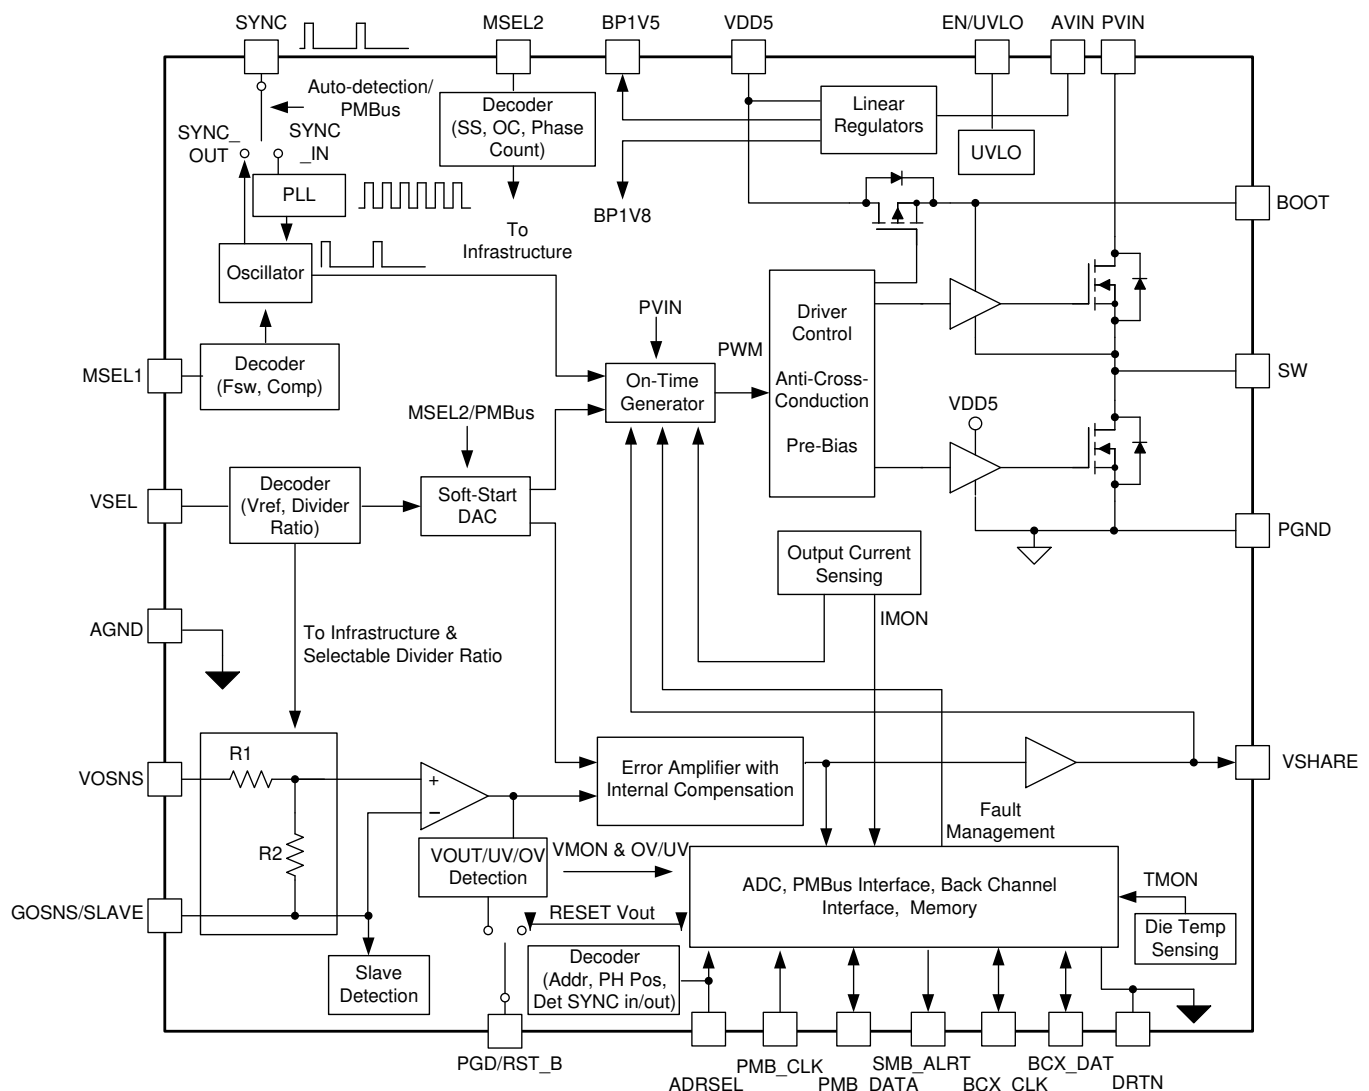 SYNC
MSEL2
BP1V5
VDD5
EN/UVLO
AVIN
PVIN
Auto-detection/
PMBus
SYNC_
OUT
SYNC
_IN
PLL
Oscillator
Decoder
(SS, OC, Phase
Count)
To
Infrastructure
BP1V8
Linear
Regulators
UVLO
BOOT
MSEL1
Decoder
(Fsw, Comp)
PVIN
On-Time
Generator
PWM
Driver
Control
Anti-Cross-
Conduction
Pre-Bias
VDD5
SW
MSEL2/PMBus
VSEL
Decoder
(Vref, Divider
Ratio)
Soft-Start
DAC
PGND
Output Current
Sensing
IMON
AGND
To Infrastructure &
Selectable Divider Ratio
VOSNS
R1
R2
+
−
Error Amplifier with
Internal Compensation
VSHARE
Fault
Management
VOUT/UV/OV
Detection
VMON & OV/UV
ADC, PMBus Interface, Back Channel
Interface, Memory
TMON
Die Temp
Sensing
GOSNS/SLAVE
RESET Vout
Slave
Detection
Decoder
(Addr, PH Pos,
Det SYNC in/out)
PGD/RST_B
ADRSEL
PMB_CLK
PMB_DATA
SMB_ALRT
BCX_CLK
BCX_DAT
DRTN